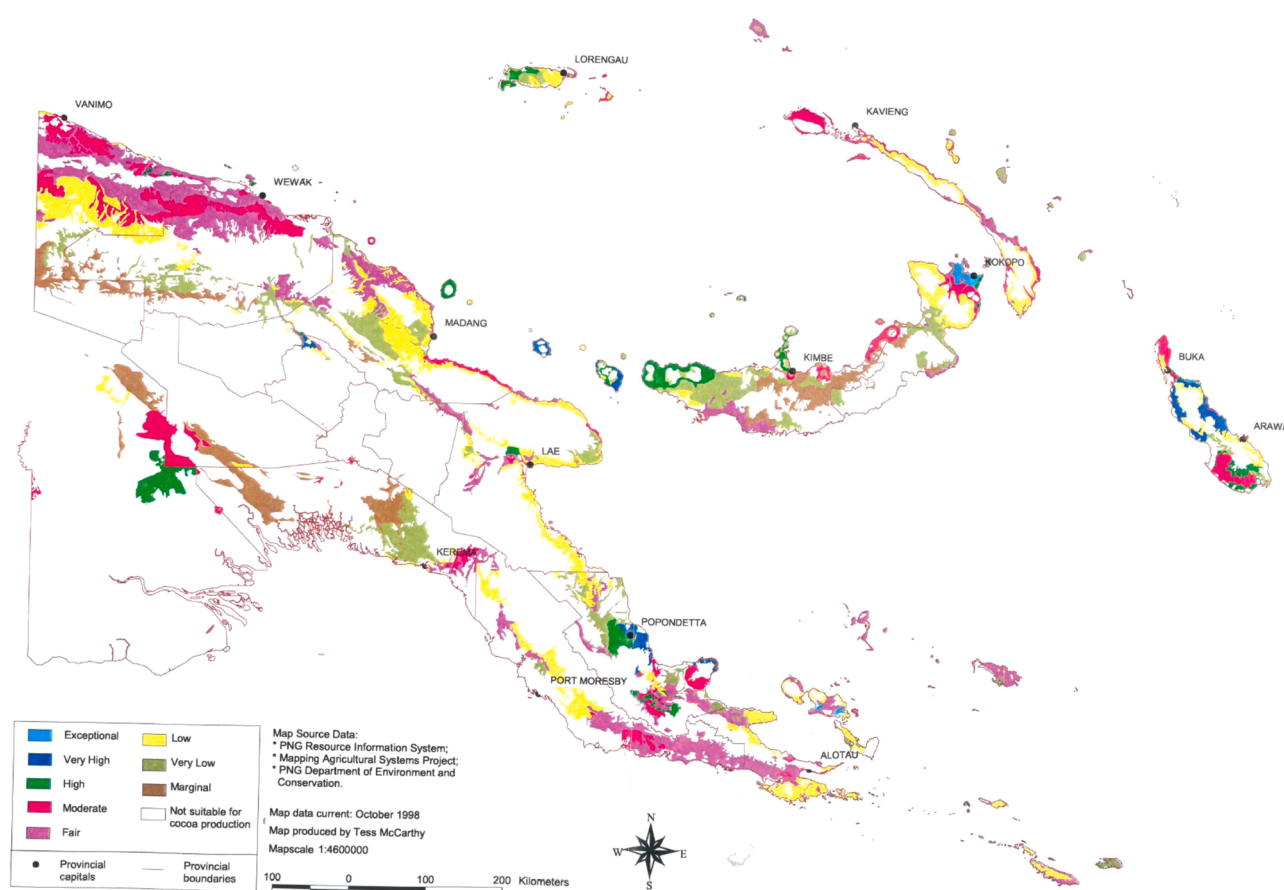 LORENGAU
VANIMO
KAVIENG
WEWAK
KOKOPO
MADANG
KIMBE
BUKA
ARAWA
LAE
KEREMA
POPONDETTA
PORT MORESBY
ALOTAU
Exceptional
Very High
High
Moderate
Fair
Low
Very Low
Marginal
Not suitable for
cocoa production
Provincial
capitals
Provincial
boundaries
Map Source Data:
* PNG Resource Information System;
* Mapping Agricultural Systems Project;
* PNG Department of Environment and
Conservation.
Map data current: October 1998
Map produced by Tess McCarthy
Mapscale 1:4600000
100 0 100 200 Kilometers
N
W E
S